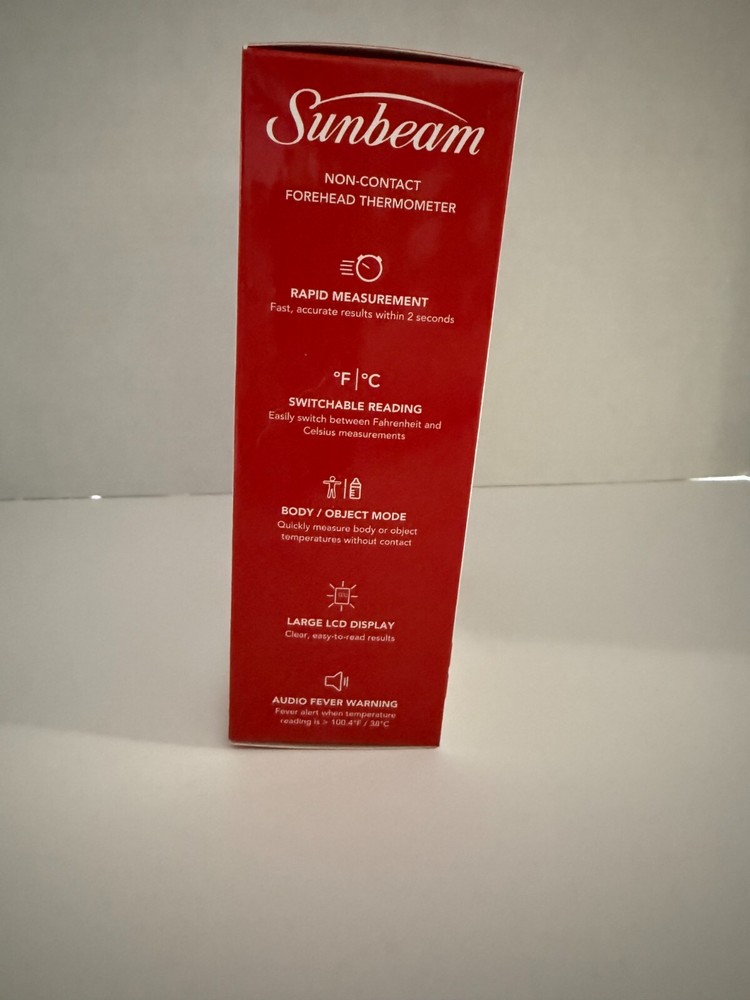 Sunbeam
NON-CONTACT
FOREHEAD THERMOMETER
RAPID MEASUREMENT
Fast, accurate results within 2 seconds
°F|°C
SWITCHABLE READING
Easily switch between Fahrenheit and
Celsius measurements
BODY / OBJECT MODE
Quickly measure body or object
temperatures without contact
LARGE LCD DISPLAY
Clear, easy-to-read results
AUDIO FEVER WARNING
Fever alert when temperature
reading is > 100.4°F / 38°C